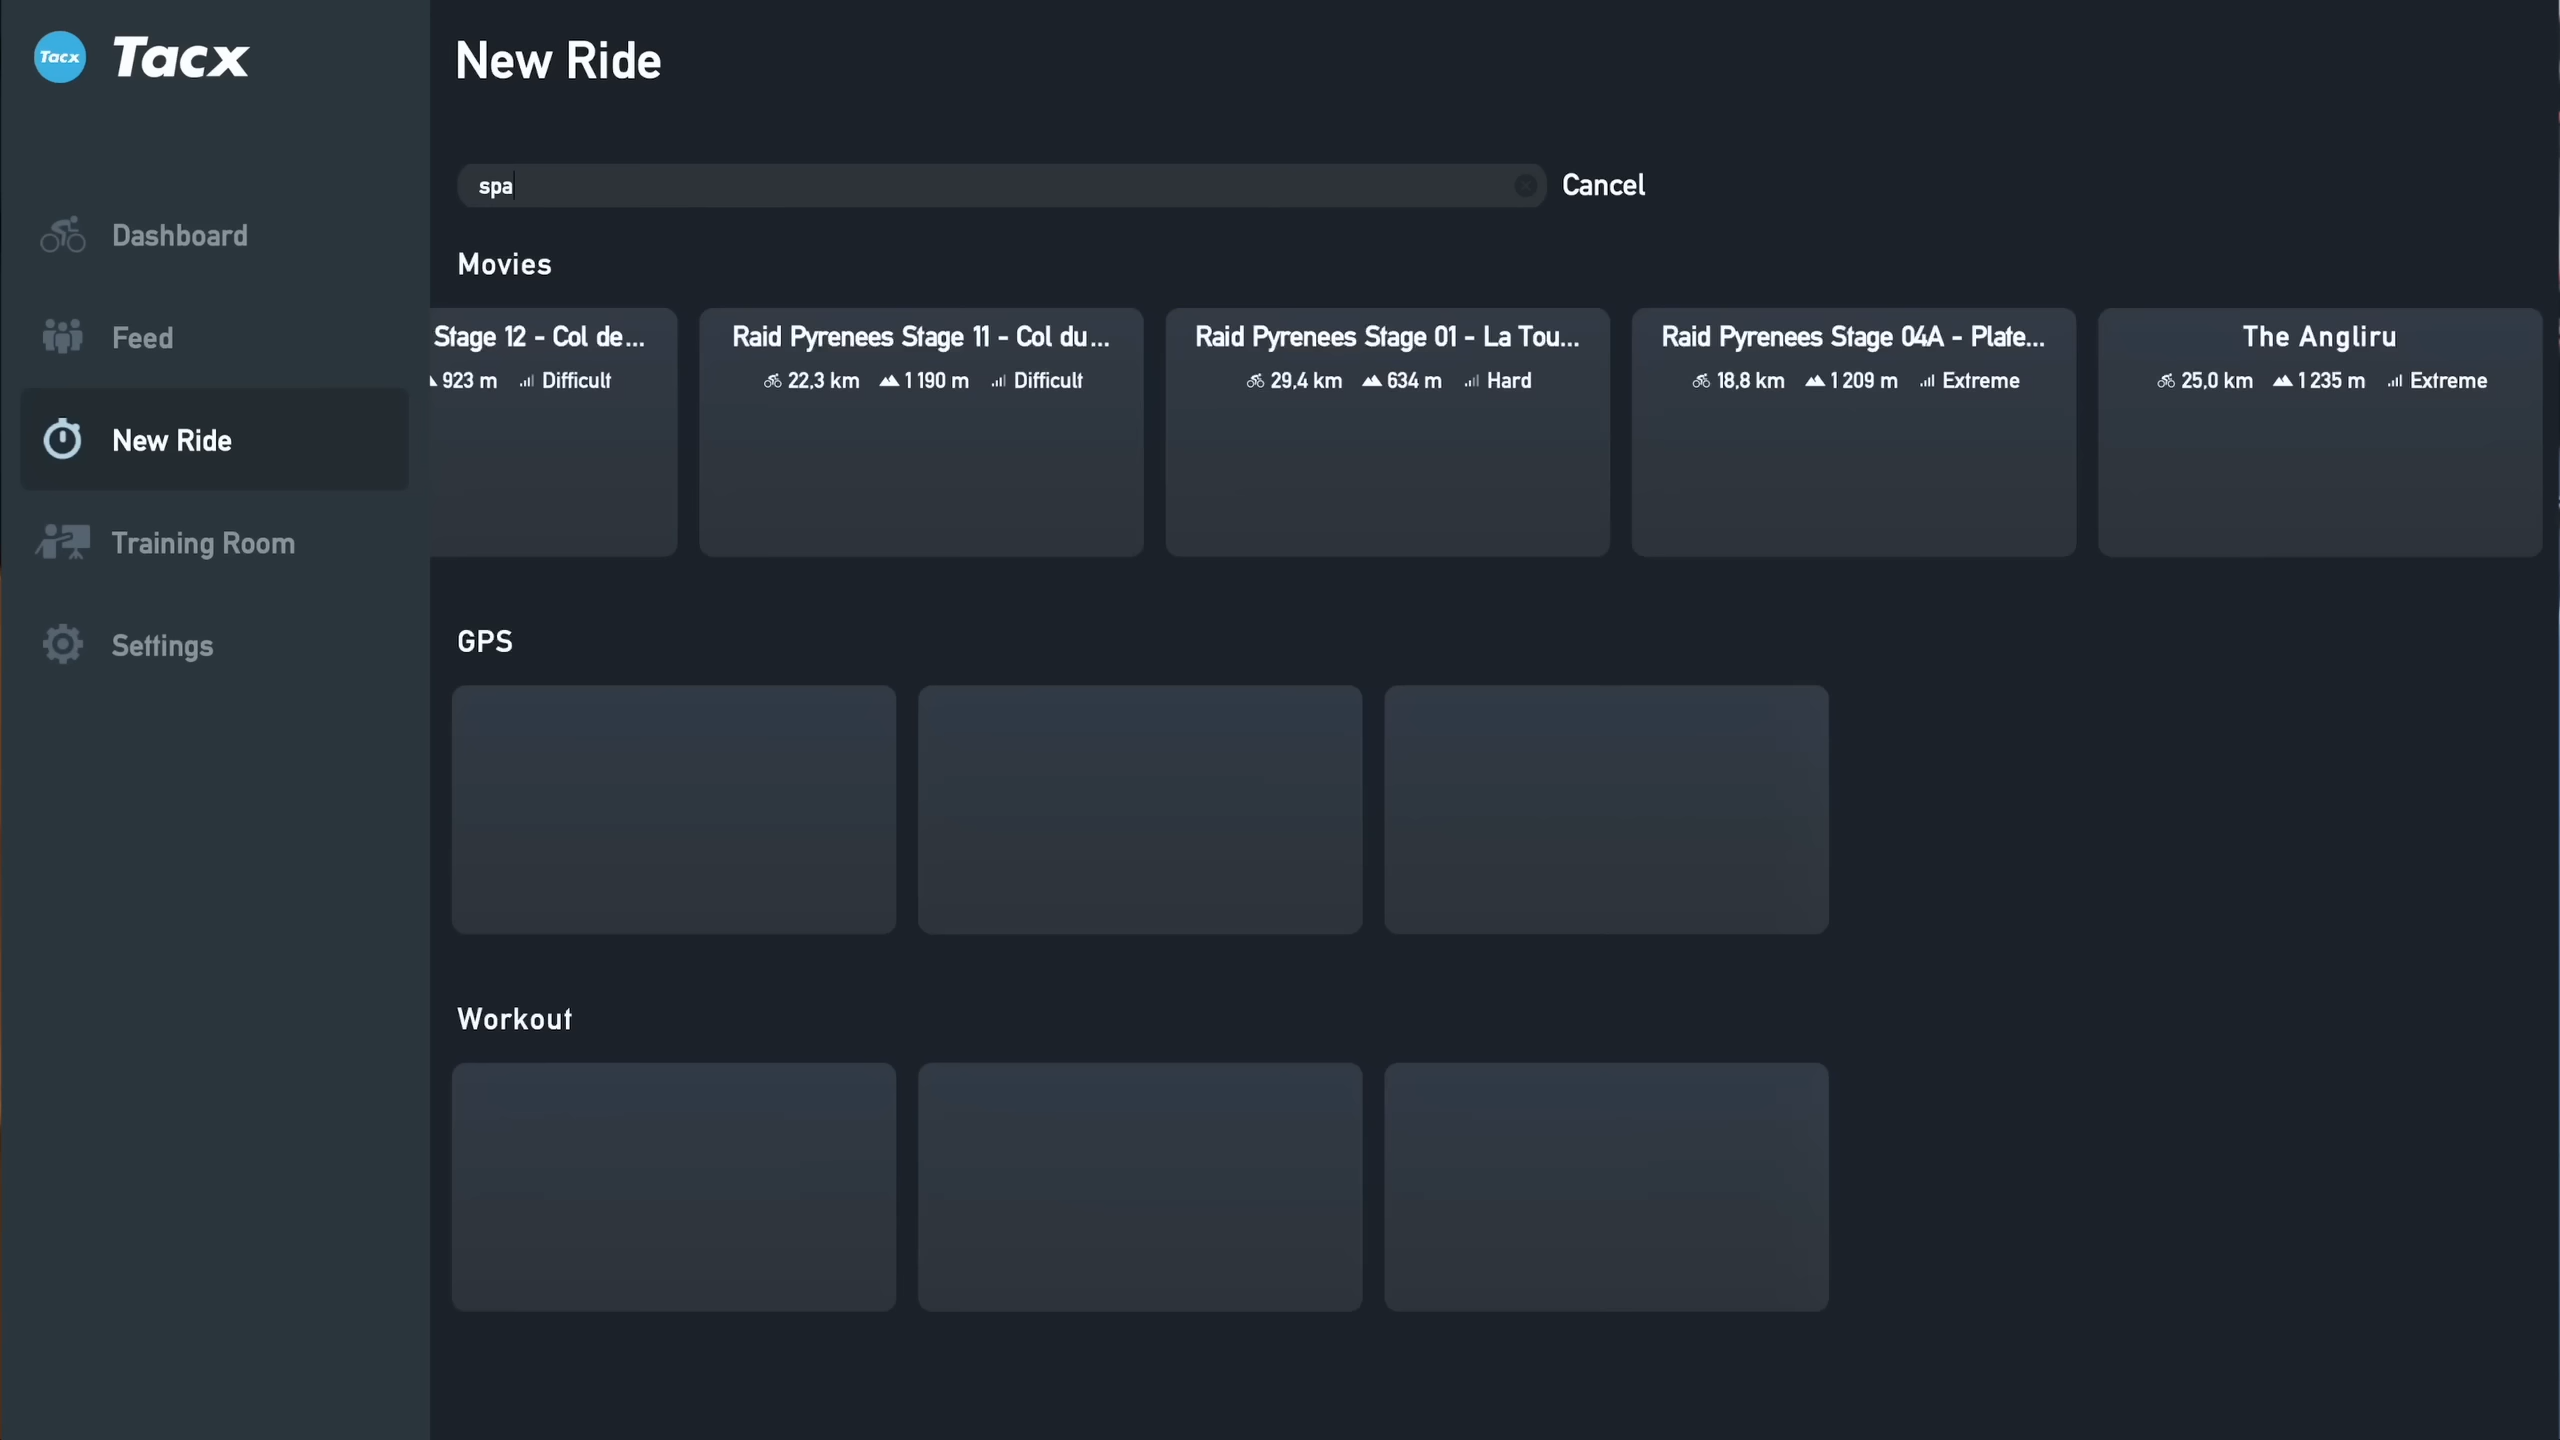 Tacx
Tacx
New Ride
spa
Cancel
Dashboard
Feed
New Ride
Training Room
Settings
Movies
Stage 12 - Col de...
923 m Difficult
Raid Pyrenees Stage 11 - Col du...
22,3 km 1 190 m Difficult
Raid Pyrenees Stage 01 - La Tou...
29,4 km 634 m Hard
Raid Pyrenees Stage 04A - Plate...
18,8 km 1 209 m Extreme
The Angliru
25,0 km 1 235 m Extreme
GPS
Workout